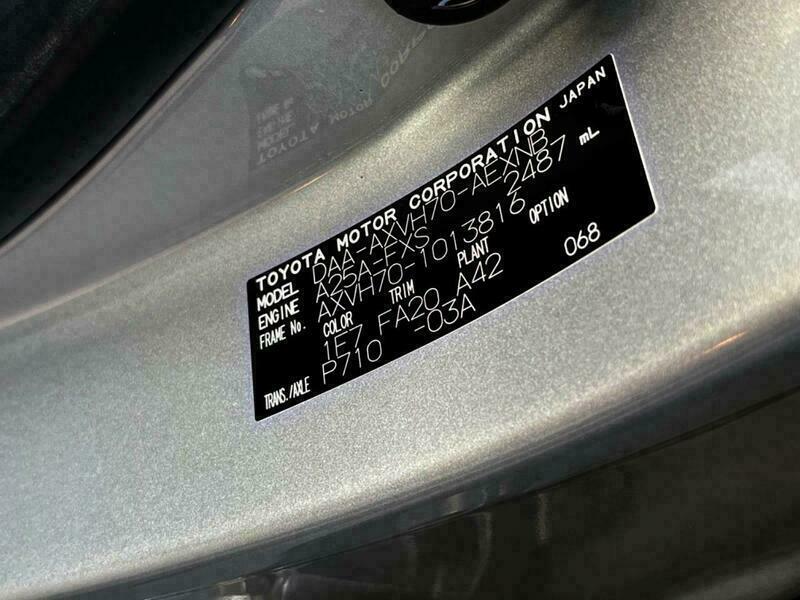 TOYOTA MOTOR CORPORATION JAPAN
MODEL DAA-AXVH70-AEXNB
ENGINE A25A-FXS 2487 mL
FRAME No. AXVH70-1013816
COLOR TRIM PLANT OPTION
1F7 FA20 A42 068
TRANS./AXLE P710 -03A